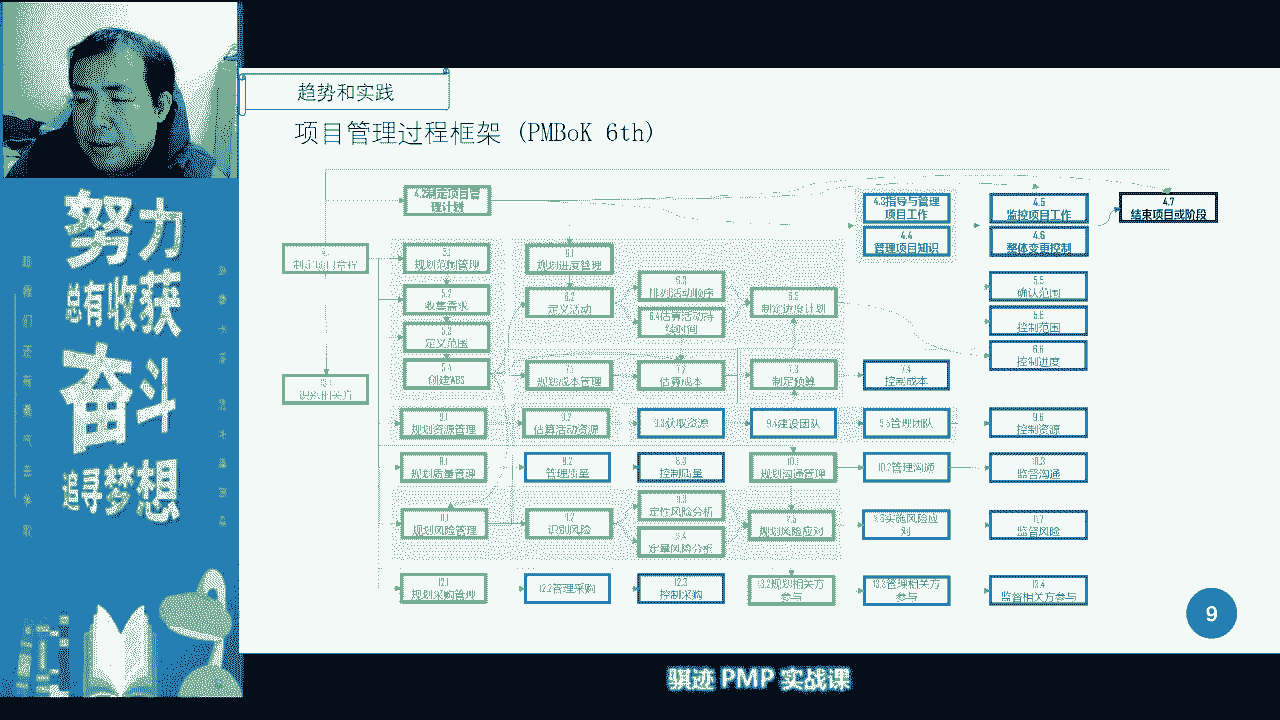 趋势和实践
项目管理过程框架 (PMBoK 6th)
4.2制定项目管
理计划
4.3指导与管理
项目工作
4.4
管理项目知识
4.5
监控项目工作
4.6
整体变更控制
4.7
结束项目或阶段
制定项目章程
13.1
识别相关方
5.1
规划范围管理
5.2
收集需求
定义范围
5.4
创建WBS
6.1
规划进度管理
6.2
定义活动
6.3
排列活动顺序
6.4估算活动持
续时间
6.5
制定进度计划
5.5
确认范围
5.6
控制范围
6.6
控制进度
7.1
规划成本管理
7.2
估算成本
7.3
制定预算
7.4
控制成本
9.1
规划资源管理
9.2
估算活动资源
9.3获取资源
9.4建设团队
9.5管理团队
9.6
控制资源
8.1
规划质量管理
8.2
管理质量
8.3
控制质量
10.1
规划沟通管理
10.2管理沟通
10.3
监督沟通
11.1
规划风险管理
识别风险
定性风险分析
定量风险分析
规划风险应对
实施风险应
对
11.7
监督风险
12.1
规划采购管理
12.2管理采购
12.3
控制采购
13.2规划相关方
参与
13.3管理相关方
参与
13.4
监督相关方参与
9
努力
总有收获
奋斗
追寻梦想
骐迹 PMP 实战课